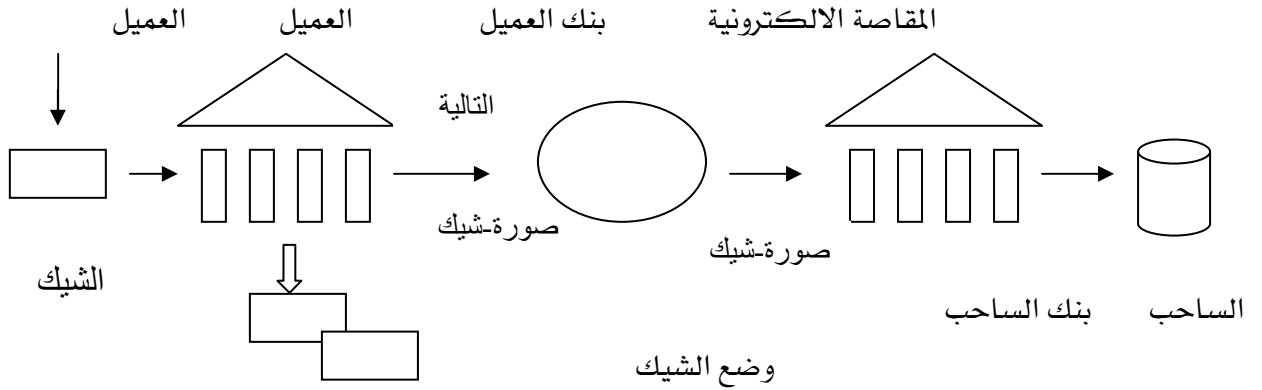 العميل العميل بنك العميل المقاصة الالكترونية
التالية
صورة-شيك
صورة-شيك
الشيك
بنك الساحب الساحب
وضع الشيك